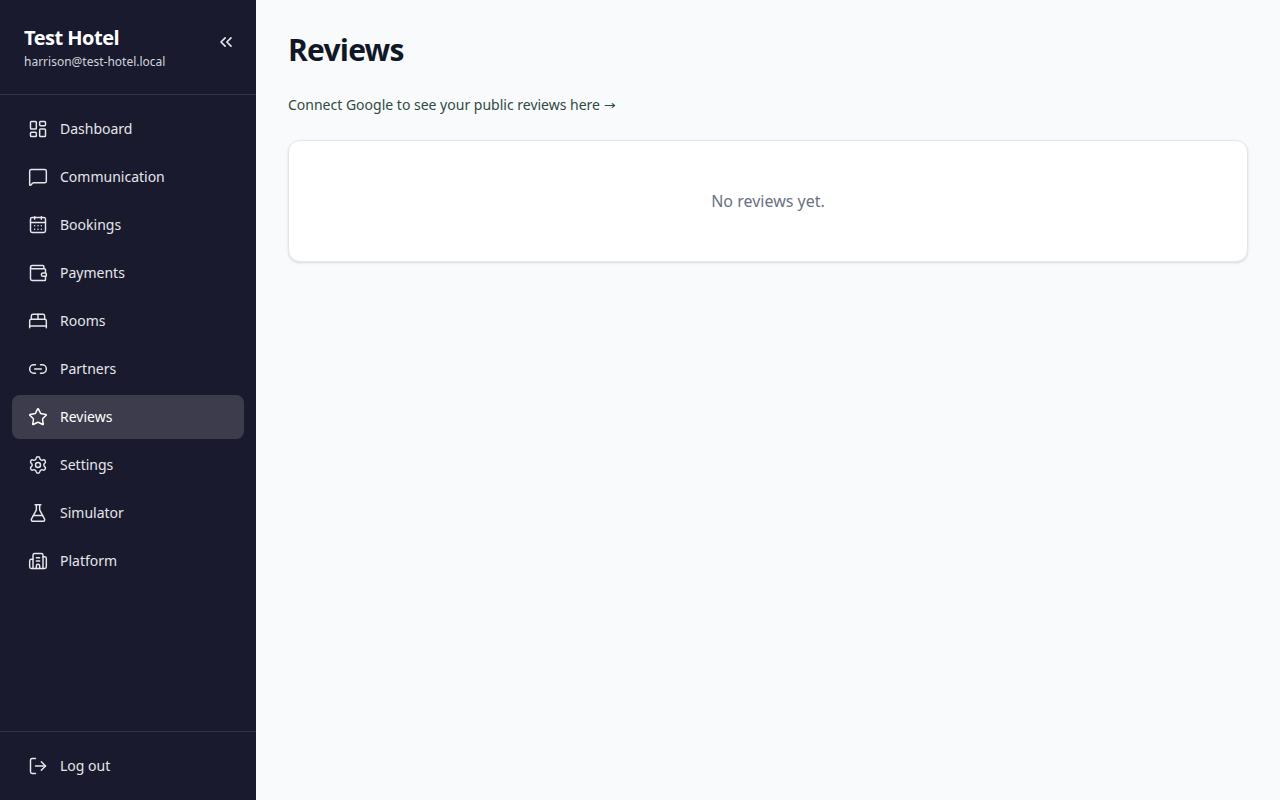 Test Hotel
harrison@test-hotel.local
Dashboard
Communication
Bookings
Payments
Rooms
Partners
Reviews
Settings
Simulator
Platform
Log out
Reviews
Connect Google to see your public reviews here →
No reviews yet.